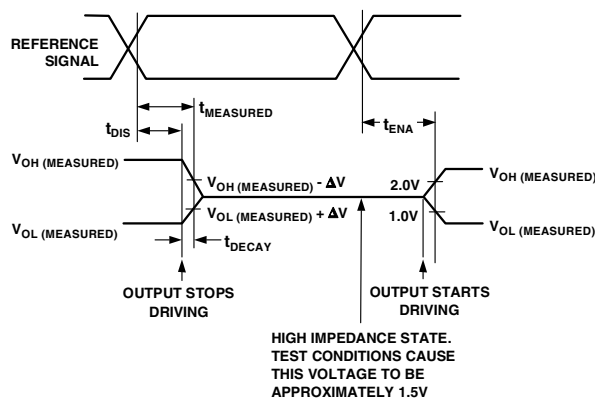 REFERENCE
SIGNAL
tMEASURED
tDIS
tENA
VOH (MEASURED)
VOH (MEASURED) - ΔV
2.0V
VOH (MEASURED)
VOL (MEASURED)
VOL (MEASURED) + ΔV
1.0V
VOL (MEASURED)
tDECAY
OUTPUT STOPS
DRIVING
OUTPUT STARTS
DRIVING
HIGH IMPEDANCE STATE.
TEST CONDITIONS CAUSE
THIS VOLTAGE TO BE
APPROXIMATELY 1.5V